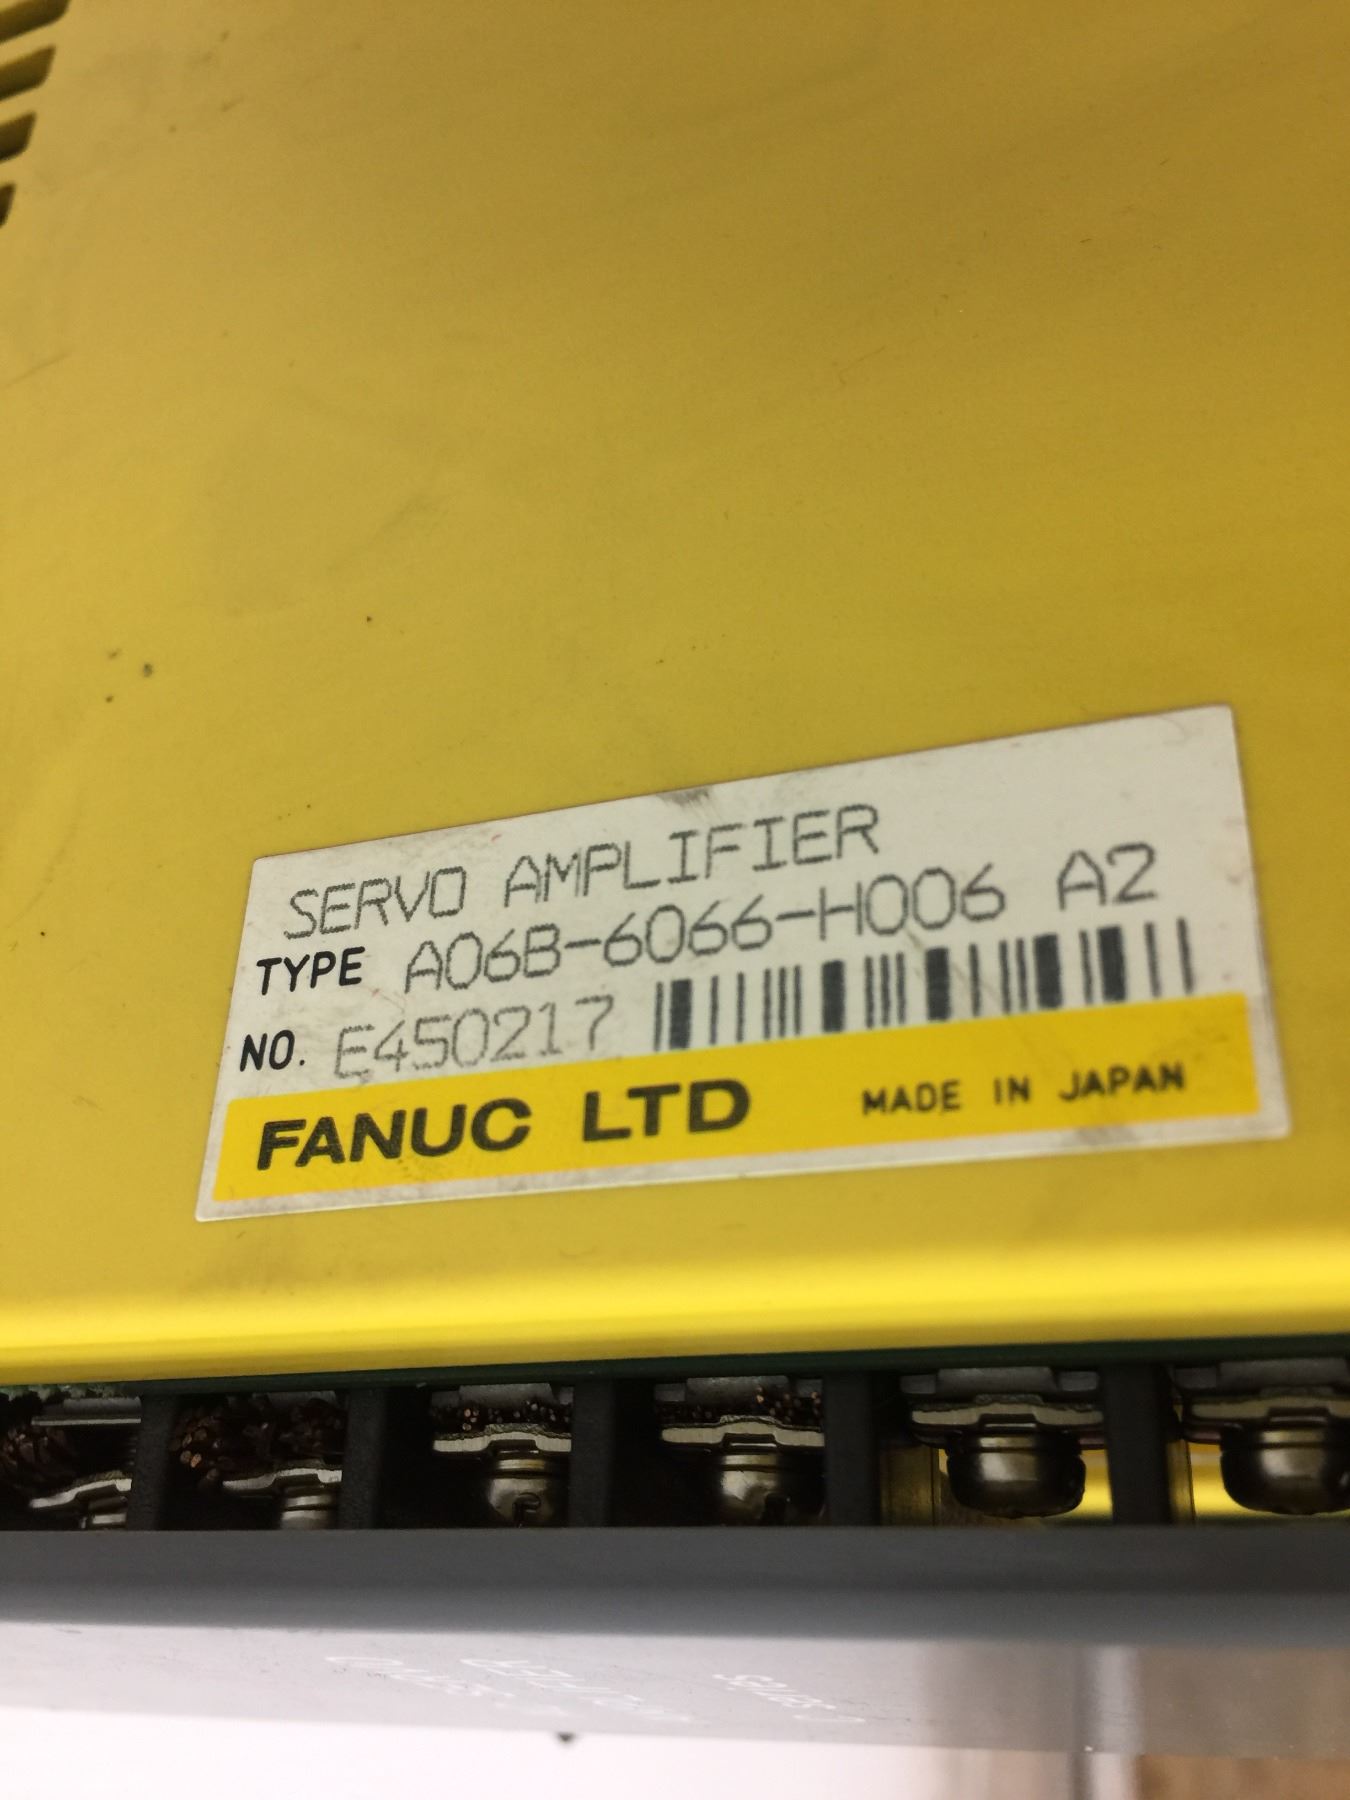 SERVO AMPLIFIER
TYPE A06B-6066-H006 A2
NO. E450217
FANUC LTD MADE IN JAPAN